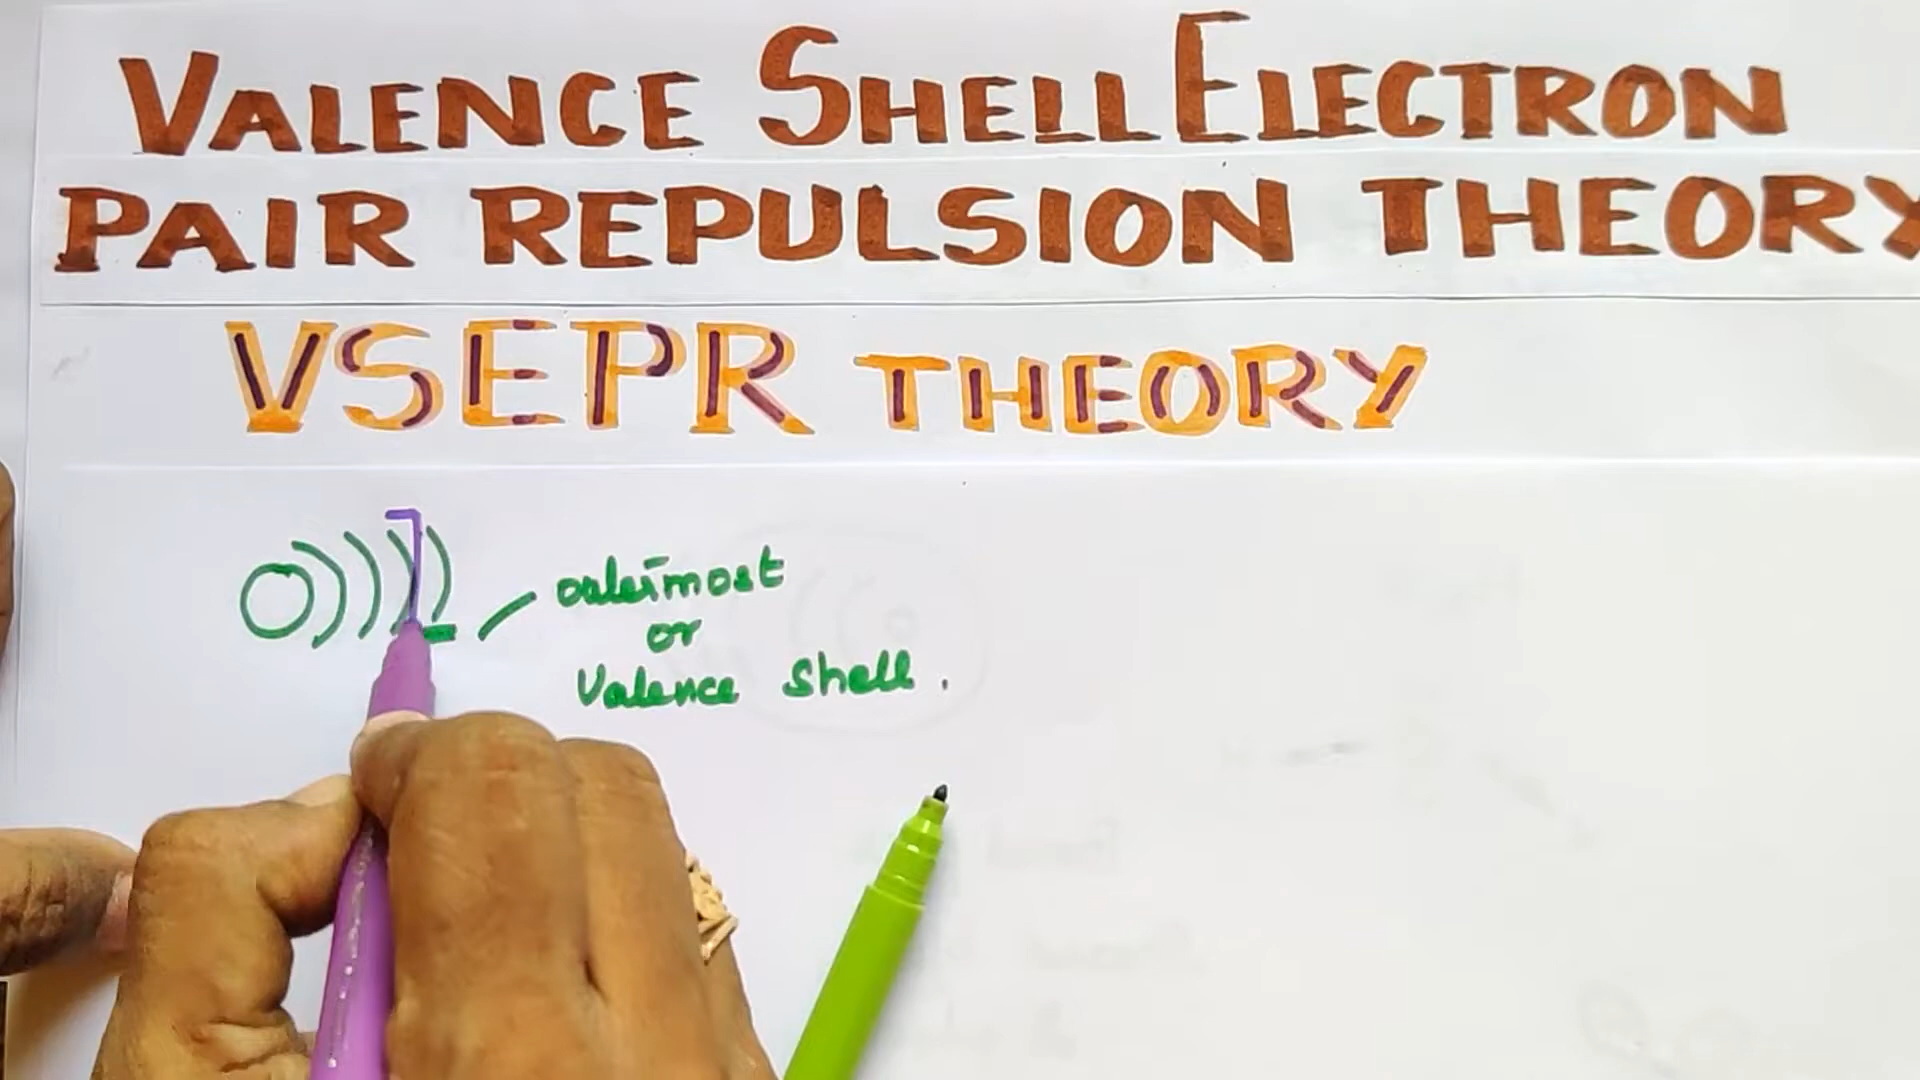 VALENCE SHELL ELECTRON
PAIR REPULSION THEORY
VSEPR THEORY
outermost
or
Valence shell.